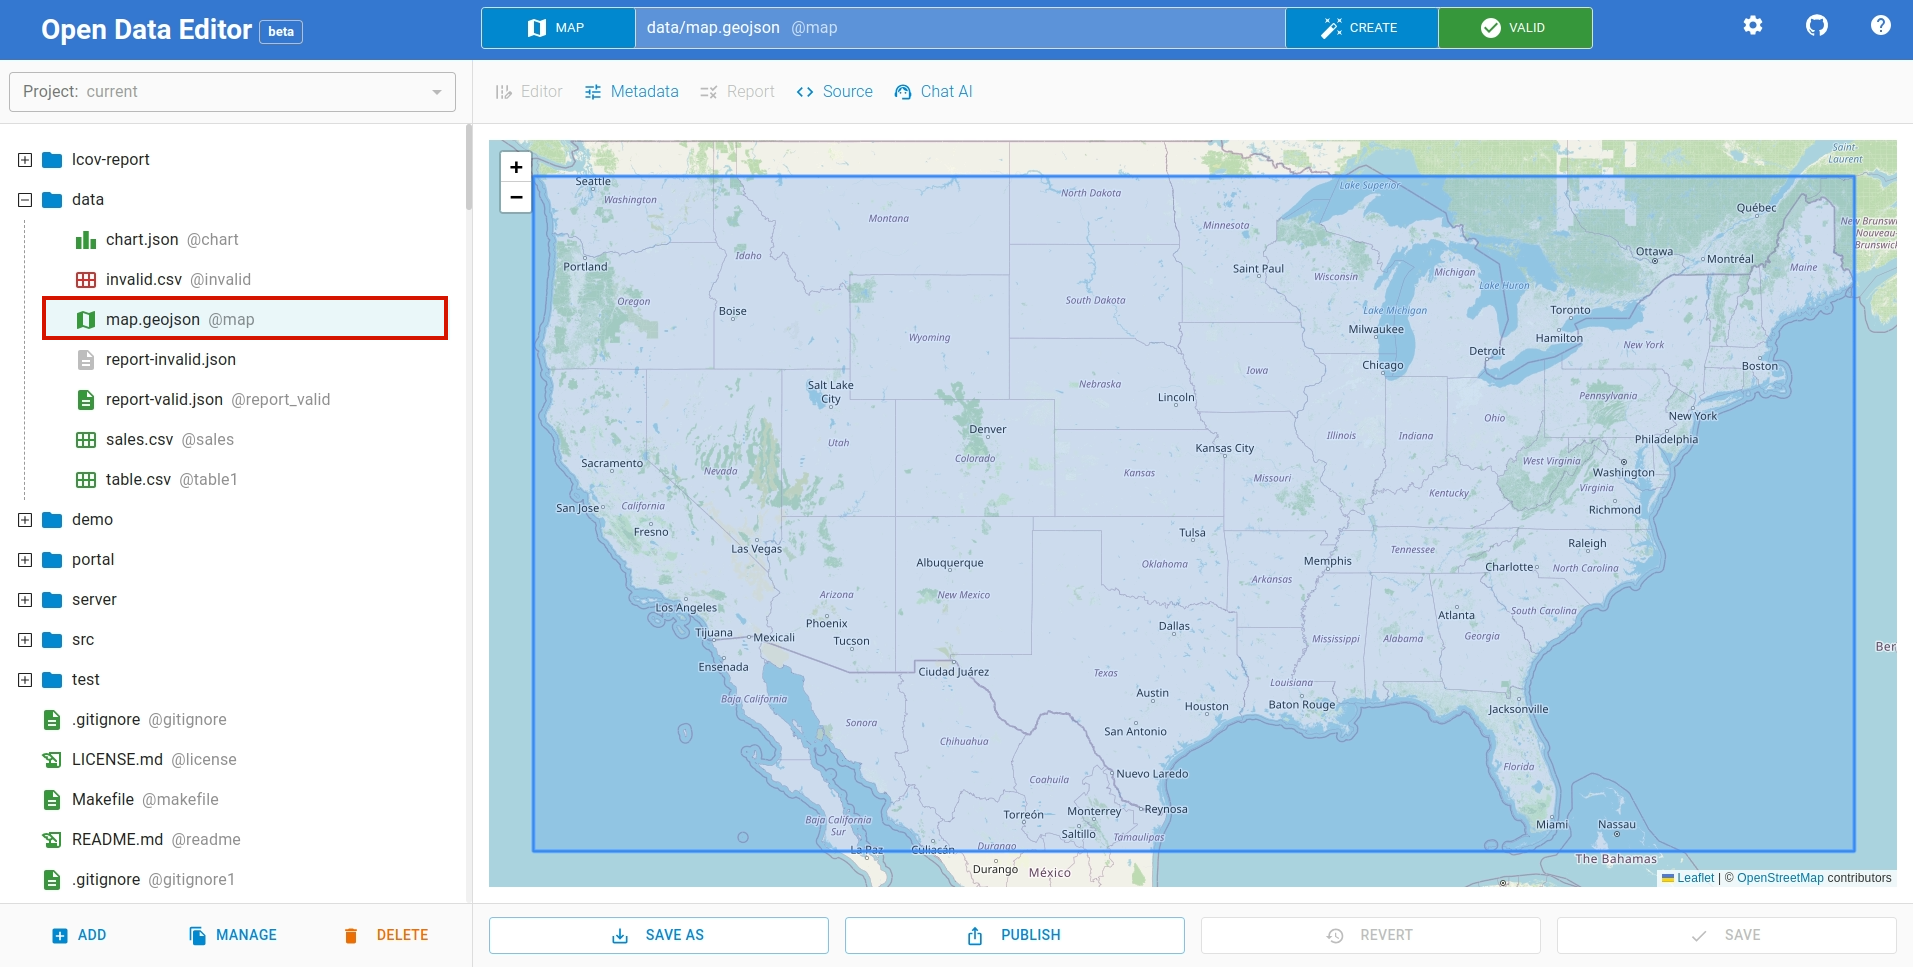 Open Data Editor beta
MAP
data/map.geojson @map
CREATE
VALID
Project: current
Editor
Metadata
Report
Source
Chat AI
lcov-report
data
chart.json @chart
invalid.csv @invalid
map.geojson @map
report-invalid.json
report-valid.json @report_valid
sales.csv @sales
table.csv @table1
demo
portal
server
src
test
.gitignore @gitignore
LICENSE.md @license
Makefile @makefile
README.md @readme
.gitignore @gitignore1
ADD
MANAGE
DELETE
+
−
Saint-
Laurent
Seattle
Washington
North Dakota
Lake Superior
Montana
Minnesota
Québec
New Brunsw
Nouveau-
Brunswick
Portland
Idaho
Saint Paul
Wisconsin
Michigan
Ottawa
Montréal
Maine
Oregon
Boise
South Dakota
Lake Huron
Lake Michigan
Toronto
Milwaukee
Hamilton
Wyoming
New York
Detroit
Chicago
Boston
Iowa
Salt Lake
City
Nebraska
Lincoln
Pennsylvania
New York
Ohio
Denver
Utah
Colorado
Kansas City
Illinois
Indiana
Philadelphia
Sacramento
Nevada
Kansas
Missouri
West Virginia
Washington
Virginia
Kentucky
San Jose
California
Richmond
Fresno
Las Vegas
Tulsa
Raleigh
Tennessee
Albuquerque
Oklahoma
Memphis
Charlotte
North Carolina
Arkansas
Arizona
New Mexico
Los Angeles
Phoenix
Atlanta
South Carolina
Tijuana
Mexicali
Tucson
Dallas
Mississippi
Alabama
Georgia
Ber
Ensenada
Ciudad Juárez
Texas
Louisiana
Baja California
Austin
Houston
Baton Rouge
Jacksonville
Sonora
San Antonio
Chihuahua
Florida
Coahuila
Nuevo Laredo
Torreón
Monterrey
Reynosa
Baja California
Sur
Saltillo
Tamaulipas
Miami
Nassau
La Paz
Culiacán
Durango
The Bahamas
Durango
México
Leaflet | © OpenStreetMap contributors
SAVE AS
PUBLISH
REVERT
SAVE